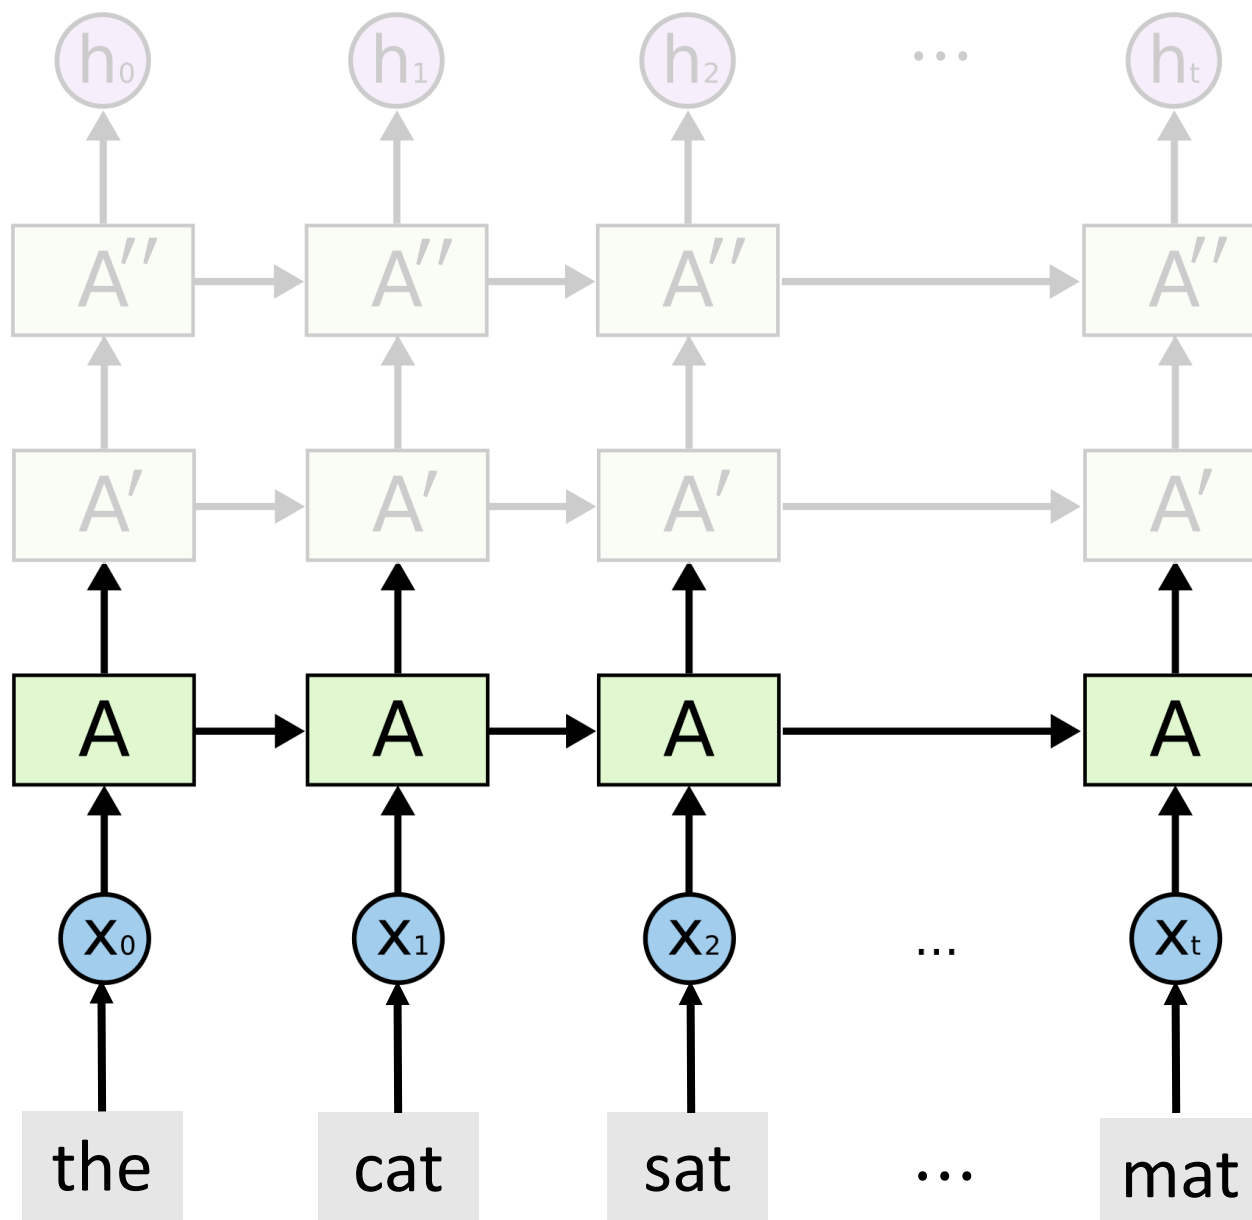 h₀ h₁ h₂ ... hₜ
A′′ A′′ A′′ A′′
A′ A′ A′ A′
A A A A
x₀ x₁ x₂ ... xₜ
the cat sat ... mat